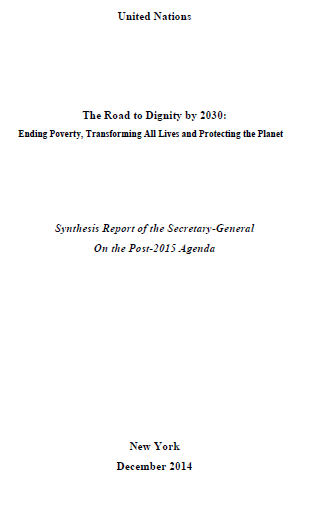 United Nations
The Road to Dignity by 2030:
Ending Poverty, Transforming All Lives and Protecting the Planet
Synthesis Report of the Secretary-General
On the Post-2015 Agenda
New York
December 2014